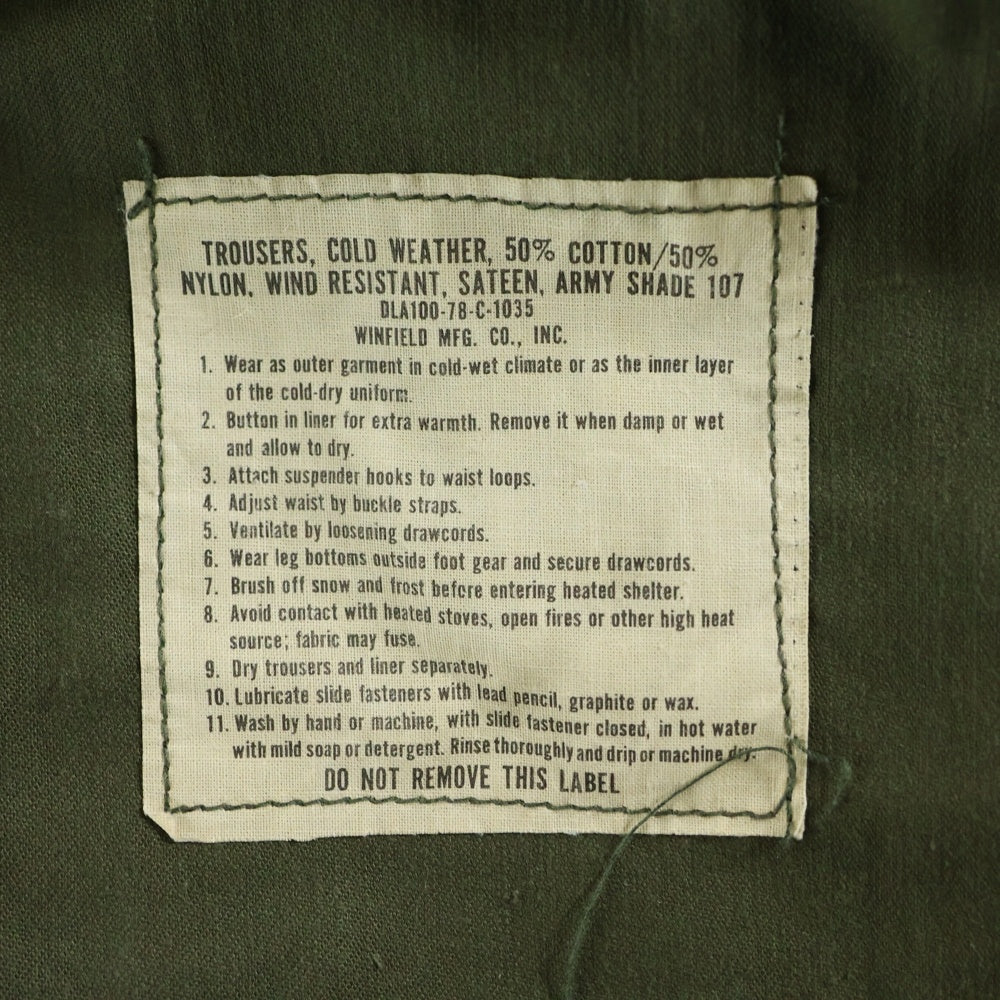 TROUSERS, COLD WEATHER, 50% COTTON/50%
NYLON, WIND RESISTANT, SATEEN, ARMY SHADE 107
DLA100-78-C-1035
WINFIELD MFG. CO., INC.
1. Wear as outer garment in cold-wet climate or as the inner layer
of the cold-dry uniform.
2. Button in liner for extra warmth. Remove it when damp or wet
and allow to dry.
3. Attach suspender hooks to waist loops.
4. Adjust waist by buckle straps.
5. Ventilate by loosening drawcords.
6. Wear leg bottoms outside foot gear and secure drawcords.
7. Brush off snow and frost before entering heated shelter.
8. Avoid contact with heated stoves, open fires or other high heat
source; fabric may fuse.
9. Dry trousers and liner separately.
10. Lubricate slide fasteners with lead pencil, graphite or wax.
11. Wash by hand or machine, with slide fastener closed, in hot water
with mild soap or detergent. Rinse thoroughly and drip or machine dry.
DO NOT REMOVE THIS LABEL